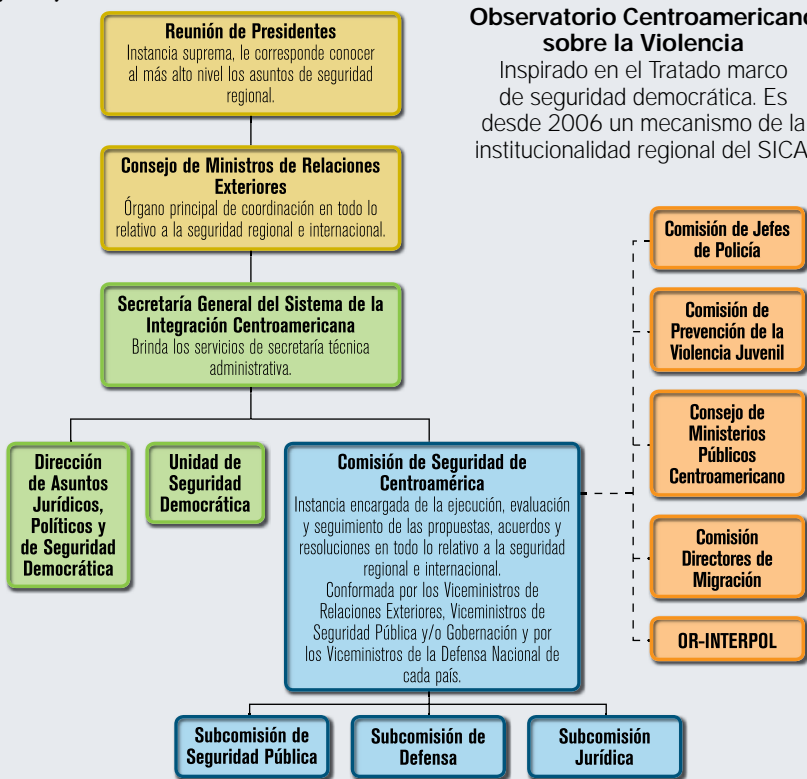 Reunión de Presidentes
Instancia suprema, le corresponde conocer
al más alto nivel los asuntos de seguridad
regional.
Observatorio Centroamericano
sobre la Violencia
Inspirado en el Tratado marco
de seguridad democrática. Es
desde 2006 un mecanismo de la
institucionalidad regional del SICA
Consejo de Ministros de Relaciones
Exteriores
Órgano principal de coordinación en todo lo
relativo a la seguridad regional e internacional.
Secretaría General del Sistema de la
Integración Centroamericana
Brinda los servicios de secretaría técnica
administrativa.
Dirección
de Asuntos
Jurídicos,
Políticos y
de Seguridad
Democrática
Unidad de
Seguridad
Democrática
Comisión de Seguridad de
Centroamérica
Instancia encargada de la ejecución, evaluación
y seguimiento de las propuestas, acuerdos y
resoluciones en todo lo relativo a la seguridad
regional e internacional.
Conformada por los Viceministros de
Relaciones Exteriores, Viceministros de
Seguridad Pública y/o Gobernación y por
los Viceministros de la Defensa Nacional de
cada país.
Comisión de Jefes
de Policía
Comisión de
Prevención de la
Violencia Juvenil
Consejo de
Ministerios
Públicos
Centroamericano
Comisión
Directores de
Migración
OR-INTERPOL
Subcomisión de
Seguridad Pública
Subcomisión de
Defensa
Subcomisión
Jurídica